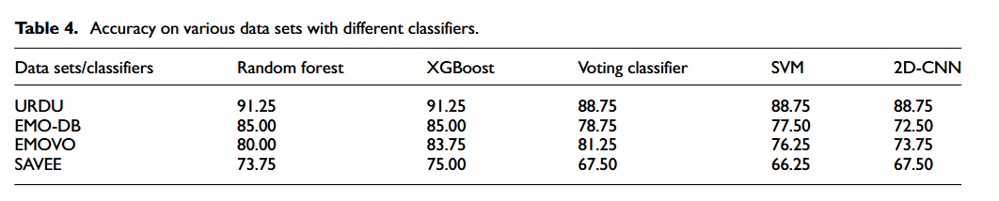 Table 4. Accuracy on various data sets with different classifiers.
Data sets/classifiers Random forest XGBoost Voting classifier SVM 2D-CNN
URDU 91.25 91.25 88.75 88.75 88.75
EMO-DB 85.00 85.00 78.75 77.50 72.50
EMOVO 80.00 83.75 81.25 76.25 73.75
SAVEE 73.75 75.00 67.50 66.25 67.50